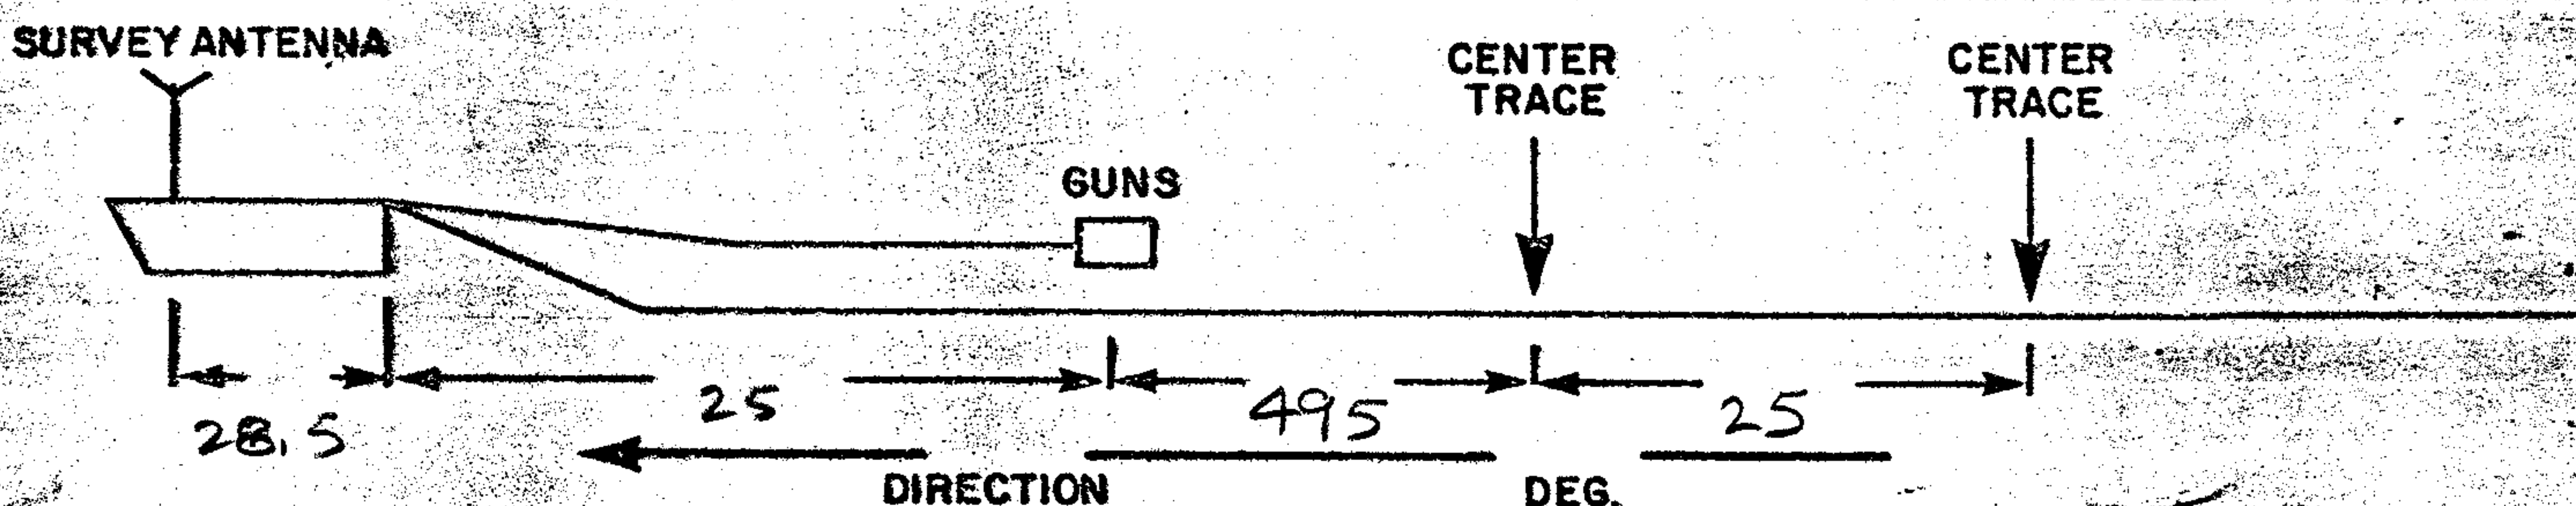 SURVEY ANTENNA
CENTER
TRACE
CENTER
TRACE
GUNS
28.5
25
495
25
DIRECTION
DEG.